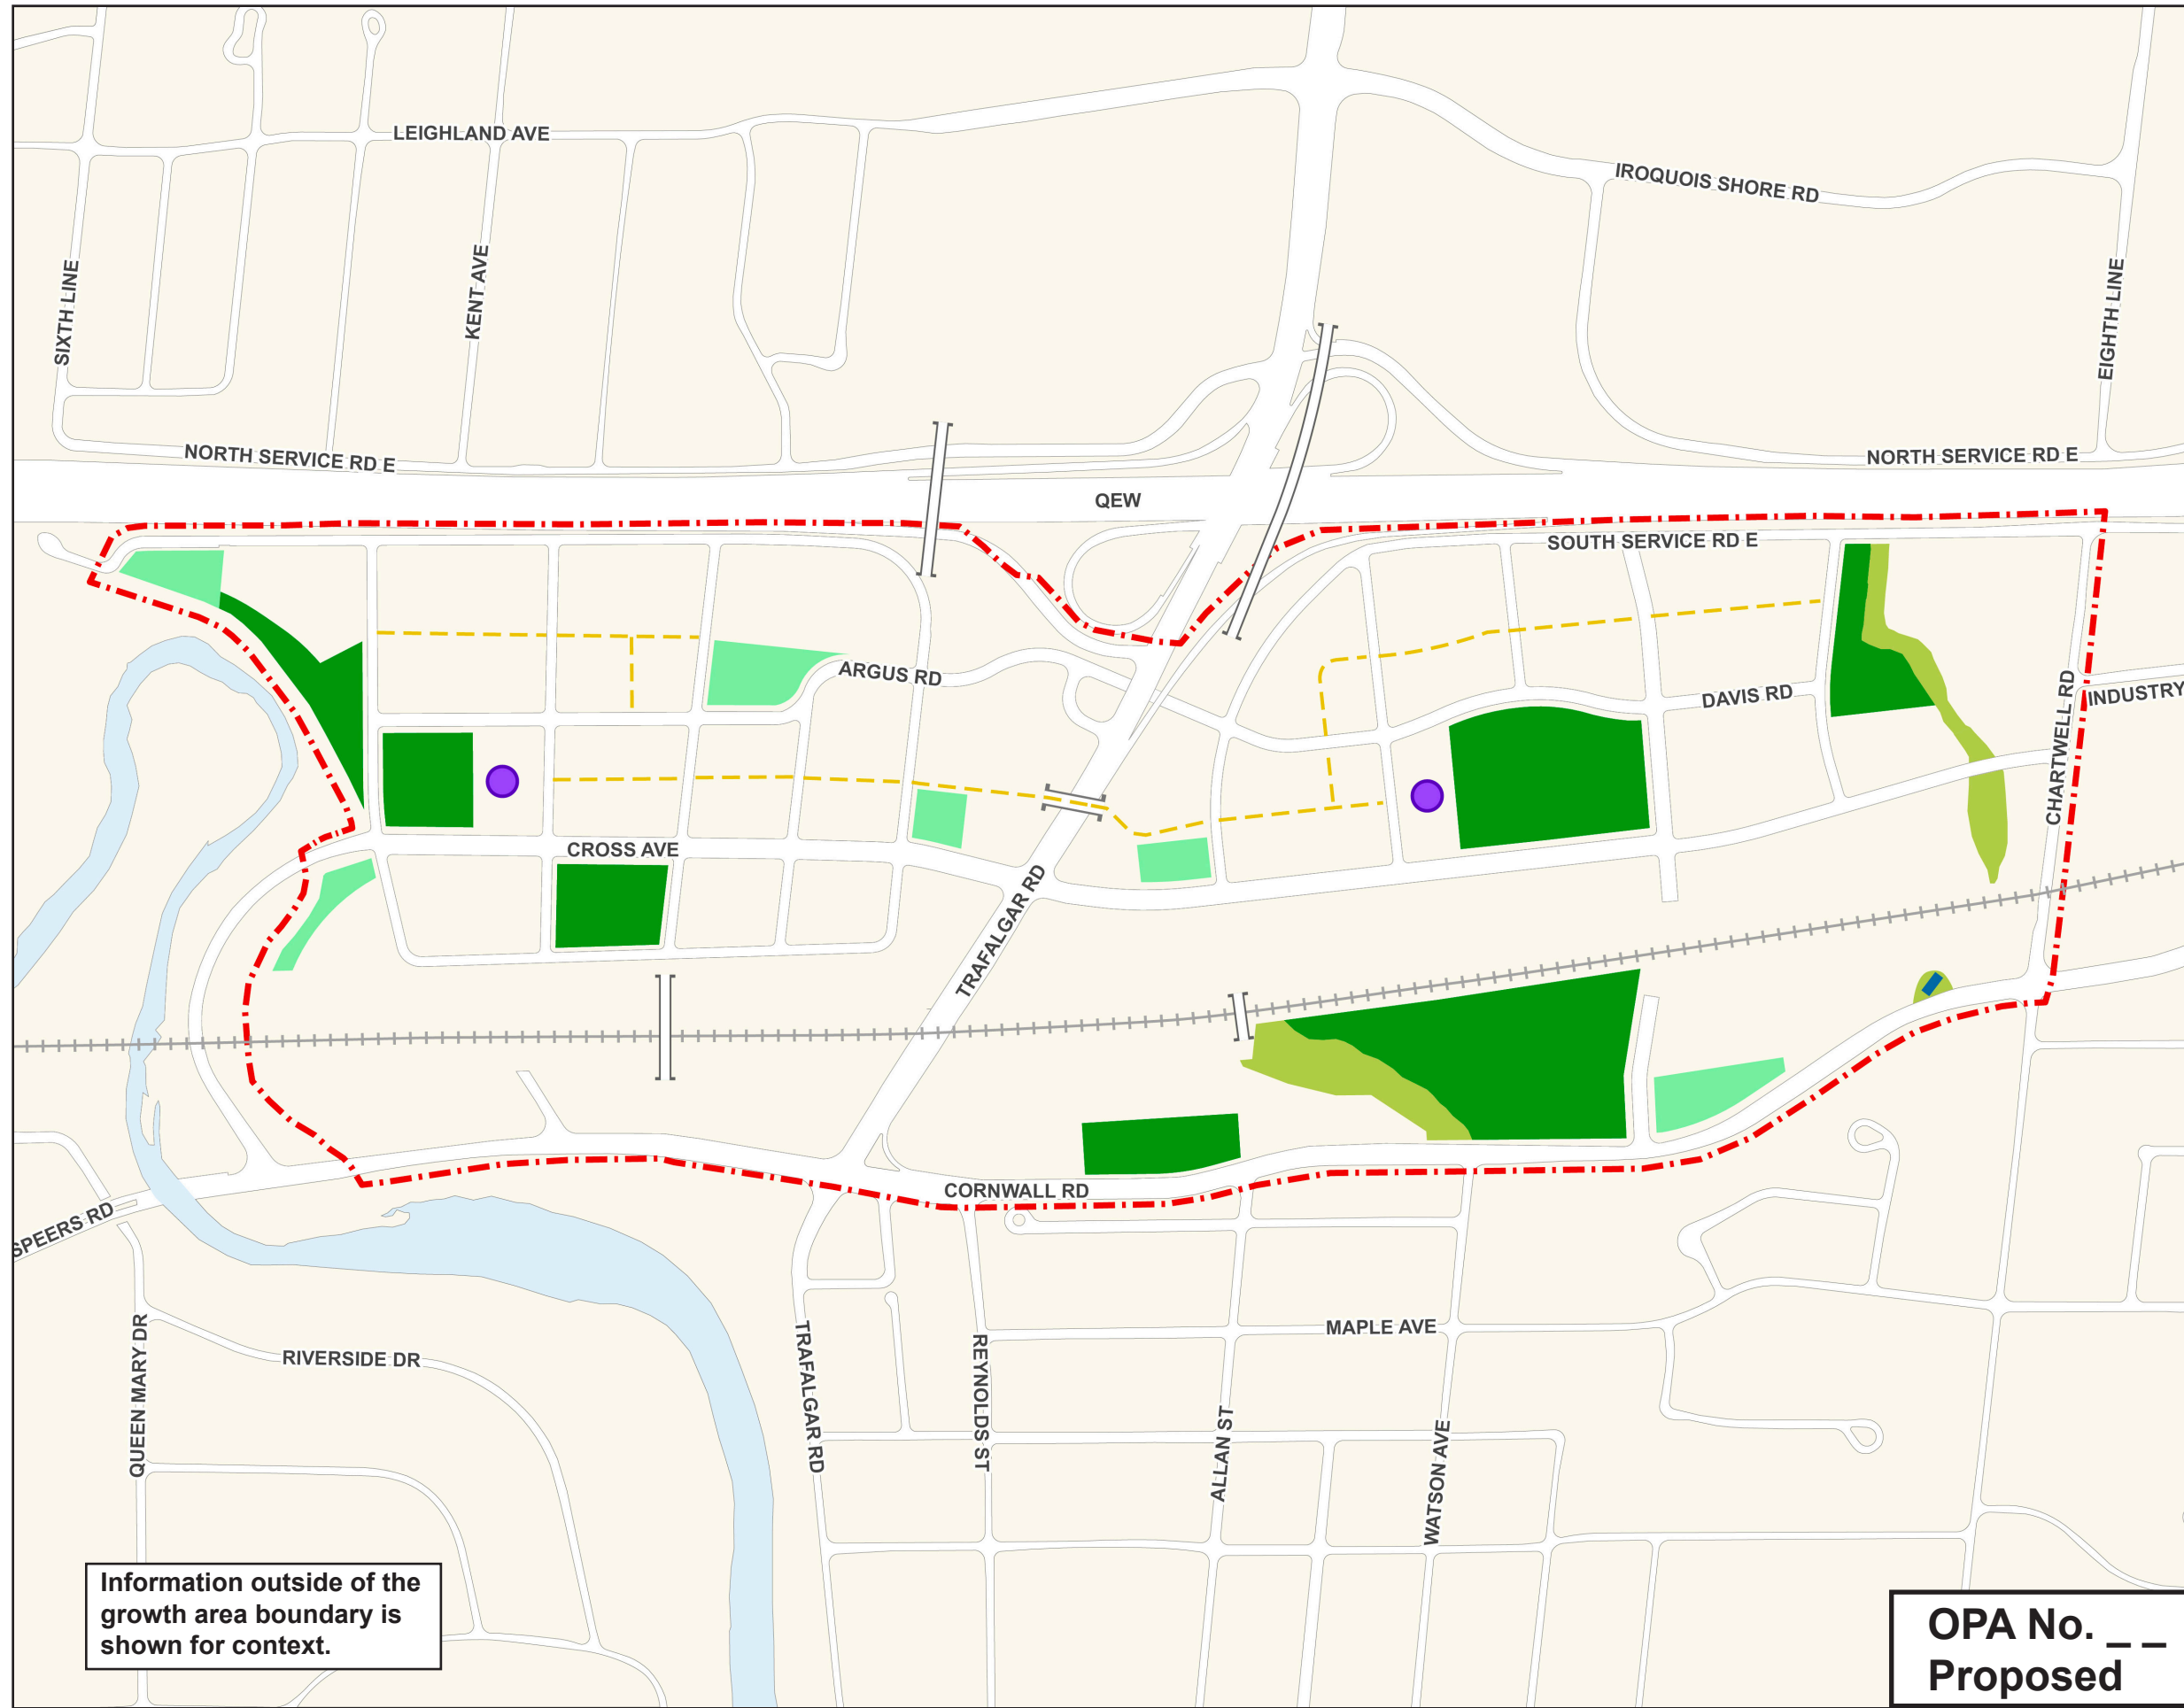 LEIGHLAND AVE
IROQUOIS SHORE RD
SIXTH LINE
KENT AVE
EIGHTH LINE
NORTH SERVICE RD E
NORTH SERVICE RD E
QEW
SOUTH SERVICE RD E
ARGUS RD
DAVIS RD
INDUSTRY
CHARTWELL RD
CROSS AVE
TRAFALGAR RD
CORNWALL RD
SPEERS RD
MAPLE AVE
RIVERSIDE DR
QUEEN MARY DR
TRAFALGAR RD
REYNOLDS ST
ALLAN ST
WATSON AVE
Information outside of the
growth area boundary is
shown for context.
OPA No. _ _
Proposed